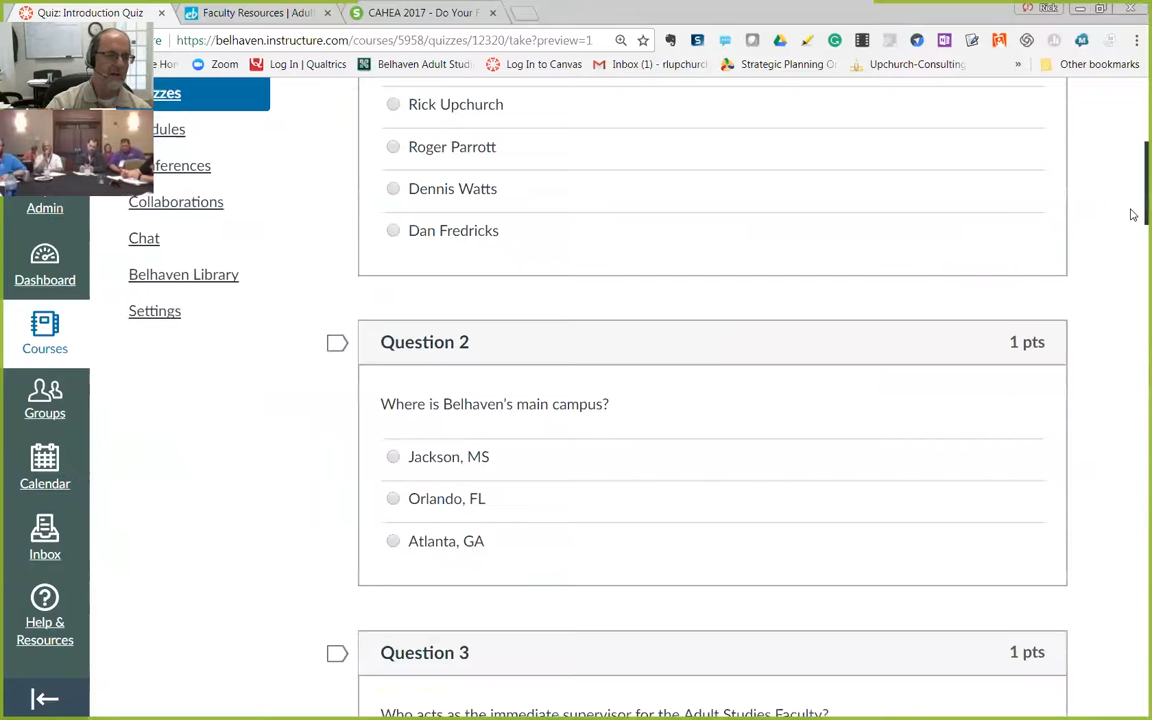 Quiz: Introduction Quiz
Faculty Resources | Adul
CAHEA 2017 - Do Your F
Rick
https://belhaven.instructure.com/courses/5958/quizzes/12320/take?preview=1
Zoom
Log In | Qualtrics
Belhaven Adult Studi
Log In to Canvas
Inbox (1) - rlupchurc
Strategic Planning O
Upchurch-Consulting
»
Other bookmarks
zzes
dules
nferences
Collaborations
Chat
Belhaven Library
Settings
Admin
Dashboard
Courses
Groups
Calendar
Inbox
Help &
Resources
Rick Upchurch
Roger Parrott
Dennis Watts
Dan Fredricks
Question 2
1 pts
Where is Belhaven's main campus?
Jackson, MS
Orlando, FL
Atlanta, GA
Question 3
1 pts
Who acts as the immediate supervisor for the Adult Studies Faculty?